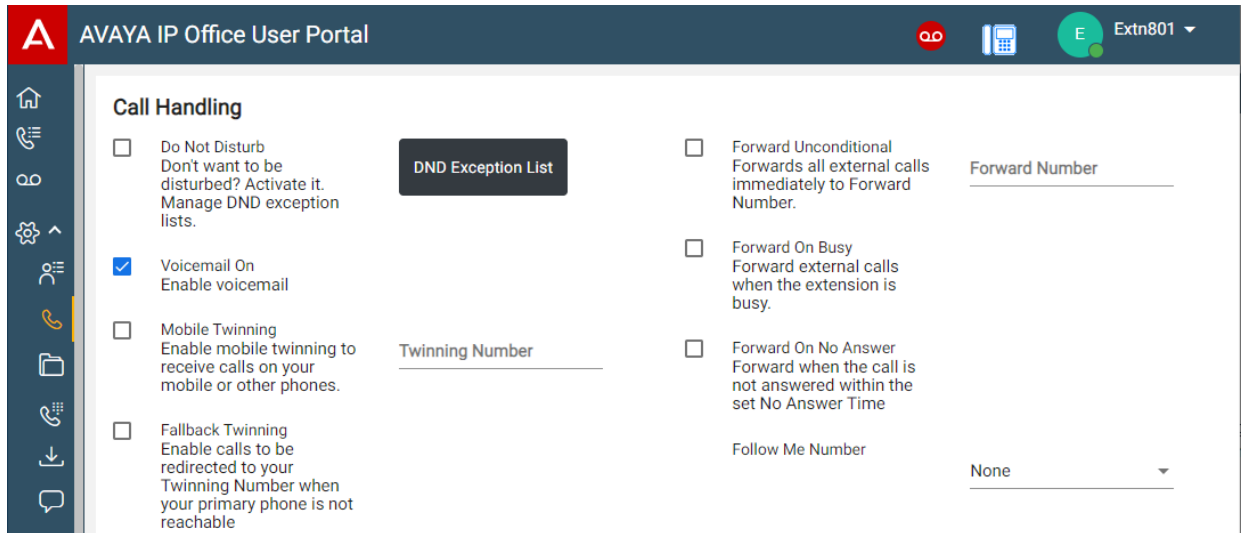 AVAYA IP Office User Portal
E
Extn801
Call Handling
Do Not Disturb
Don't want to be
disturbed? Activate it.
Manage DND exception
lists.
DND Exception List
Voicemail On
Enable voicemail
Mobile Twinning
Enable mobile twinning to
receive calls on your
mobile or other phones.
Twinning Number
Fallback Twinning
Enable calls to be
redirected to your
Twinning Number when
your primary phone is not
reachable
Forward Unconditional
Forwards all external calls
immediately to Forward
Number.
Forward Number
Forward On Busy
Forward external calls
when the extension is
busy.
Forward On No Answer
Forward when the call is
not answered within the
set No Answer Time
Follow Me Number
None